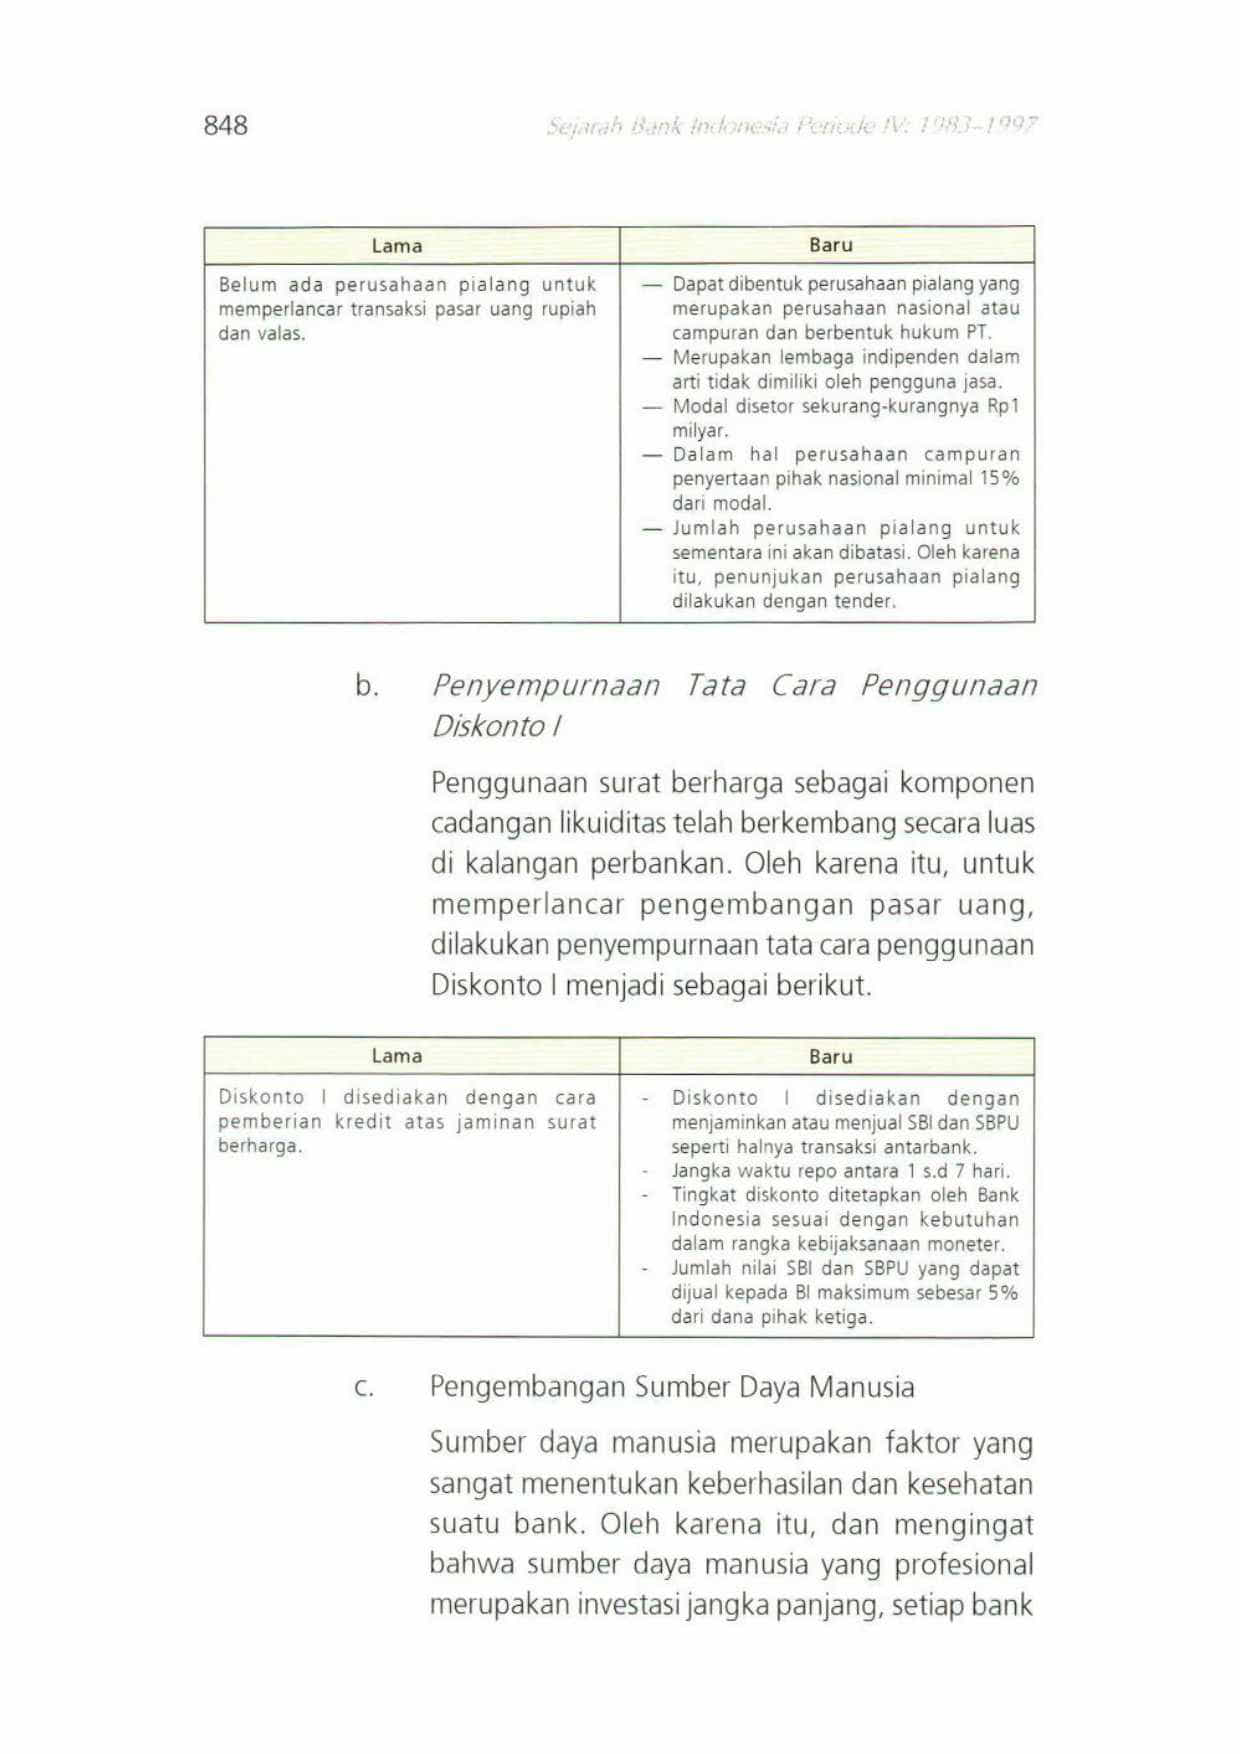 848
Sejarah Bank Indonesia Periode IV: 1983–1997
Lama
Baru
Belum ada perusahaan pialang untuk
memperlancar transaksi pasar uang rupiah
dan valas.
— Dapat dibentuk perusahaan pialang yang
merupakan perusahaan nasional atau
campuran dan berbentuk hukum PT.
— Merupakan lembaga indipenden dalam
arti tidak dimiliki oleh pengguna jasa.
— Modal disetor sekurang-kurangnya Rp1
milyar.
— Dalam hal perusahaan campuran
penyertaan pihak nasional minimal 15%
dari modal.
— Jumlah perusahaan pialang untuk
sementara ini akan dibatasi. Oleh karena
itu, penunjukan perusahaan pialang
dilakukan dengan tender.
b. Penyempurnaan Tata Cara Penggunaan
Diskonto I
Penggunaan surat berharga sebagai komponen
cadangan likuiditas telah berkembang secara luas
di kalangan perbankan. Oleh karena itu, untuk
memperlancar pengembangan pasar uang,
dilakukan penyempurnaan tata cara penggunaan
Diskonto I menjadi sebagai berikut.
Lama
Baru
Diskonto I disediakan dengan cara
pemberian kredit atas jaminan surat
berharga.
- Diskonto I disediakan dengan
menjaminkan atau menjual SBI dan SBPU
seperti halnya transaksi antarbank.
- Jangka waktu repo antara 1 s.d 7 hari.
- Tingkat diskonto ditetapkan oleh Bank
Indonesia sesuai dengan kebutuhan
dalam rangka kebijaksanaan moneter.
- Jumlah nilai SBI dan SBPU yang dapat
dijual kepada BI maksimum sebesar 5%
dari dana pihak ketiga.
c. Pengembangan Sumber Daya Manusia
Sumber daya manusia merupakan faktor yang
sangat menentukan keberhasilan dan kesehatan
suatu bank. Oleh karena itu, dan mengingat
bahwa sumber daya manusia yang profesional
merupakan investasi jangka panjang, setiap bank